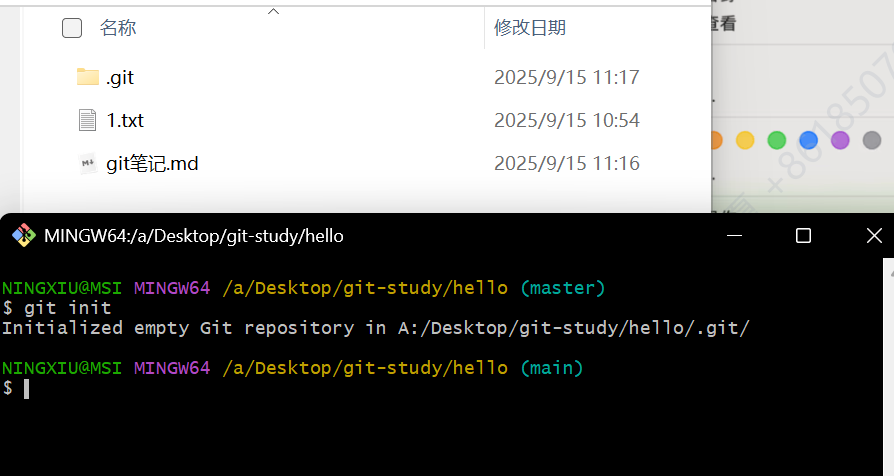 名称 修改日期
查看
.git 2025/9/15 11:17
1.txt 2025/9/15 10:54
git笔记.md 2025/9/15 11:16
MINGW64:/a/Desktop/git-study/hello
NINGXIU@MSI MINGW64 /a/Desktop/git-study/hello (master)
$ git init
Initialized empty Git repository in A:/Desktop/git-study/hello/.git/
NINGXIU@MSI MINGW64 /a/Desktop/git-study/hello (main)
$